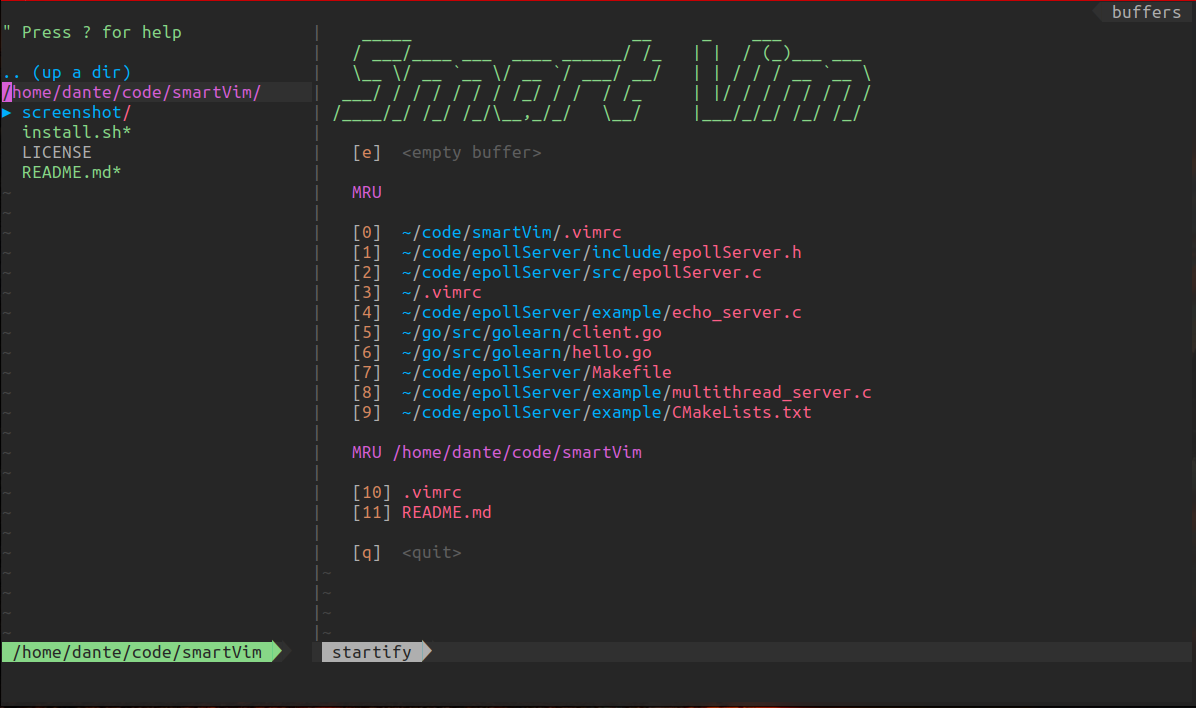 buffers
" Press ? for help
.. (up a dir)
/home/dante/code/smartVim/
▶ screenshot/
install.sh*
LICENSE
README.md*
/home/dante/code/smartVim
Smart Vim
[e] <empty buffer>
MRU
[0] ~/code/smartVim/.vimrc
[1] ~/code/epollServer/include/epollServer.h
[2] ~/code/epollServer/src/epollServer.c
[3] ~/.vimrc
[4] ~/code/epollServer/example/echo_server.c
[5] ~/go/src/golearn/client.go
[6] ~/go/src/golearn/hello.go
[7] ~/code/epollServer/Makefile
[8] ~/code/epollServer/example/multithread_server.c
[9] ~/code/epollServer/example/CMakeLists.txt
MRU /home/dante/code/smartVim
[10] .vimrc
[11] README.md
[q] <quit>
startify